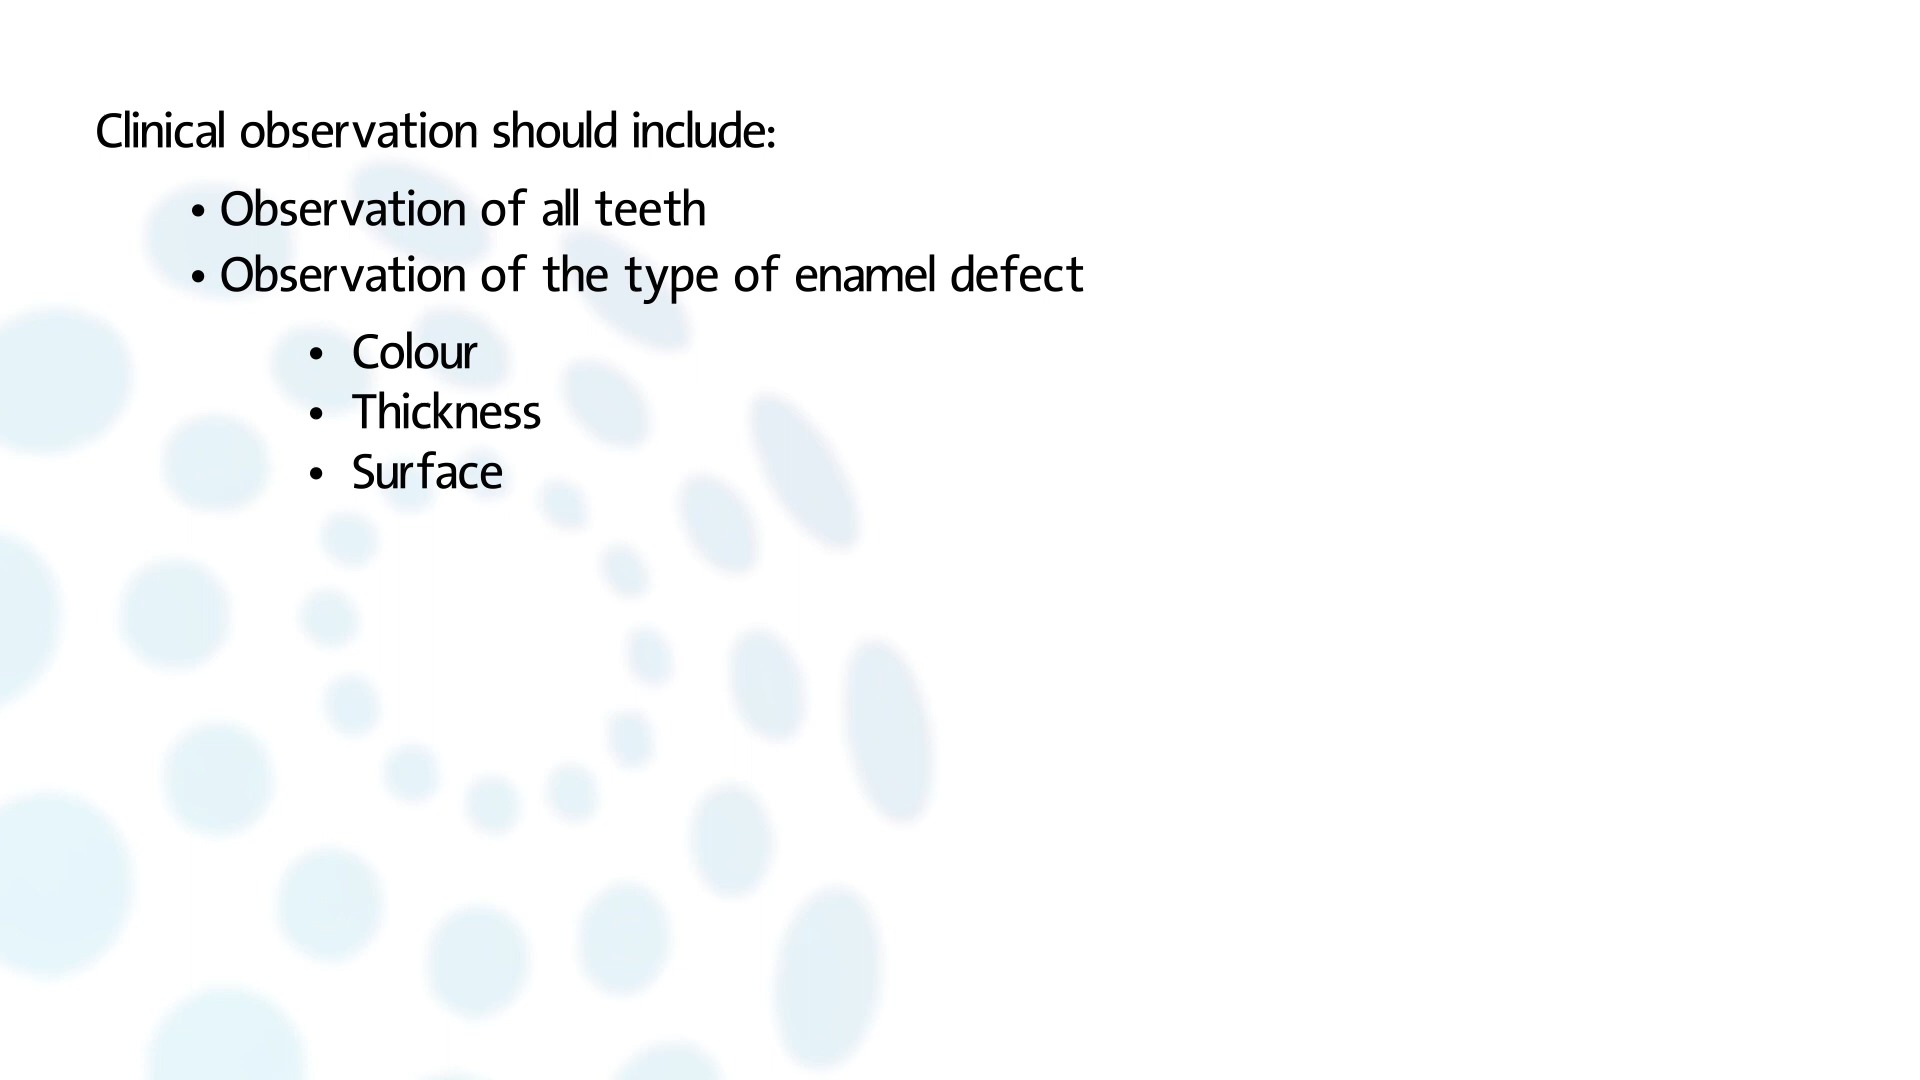 Clinical observation should include:
• Observation of all teeth
• Observation of the type of enamel defect
• Colour
• Thickness
• Surface